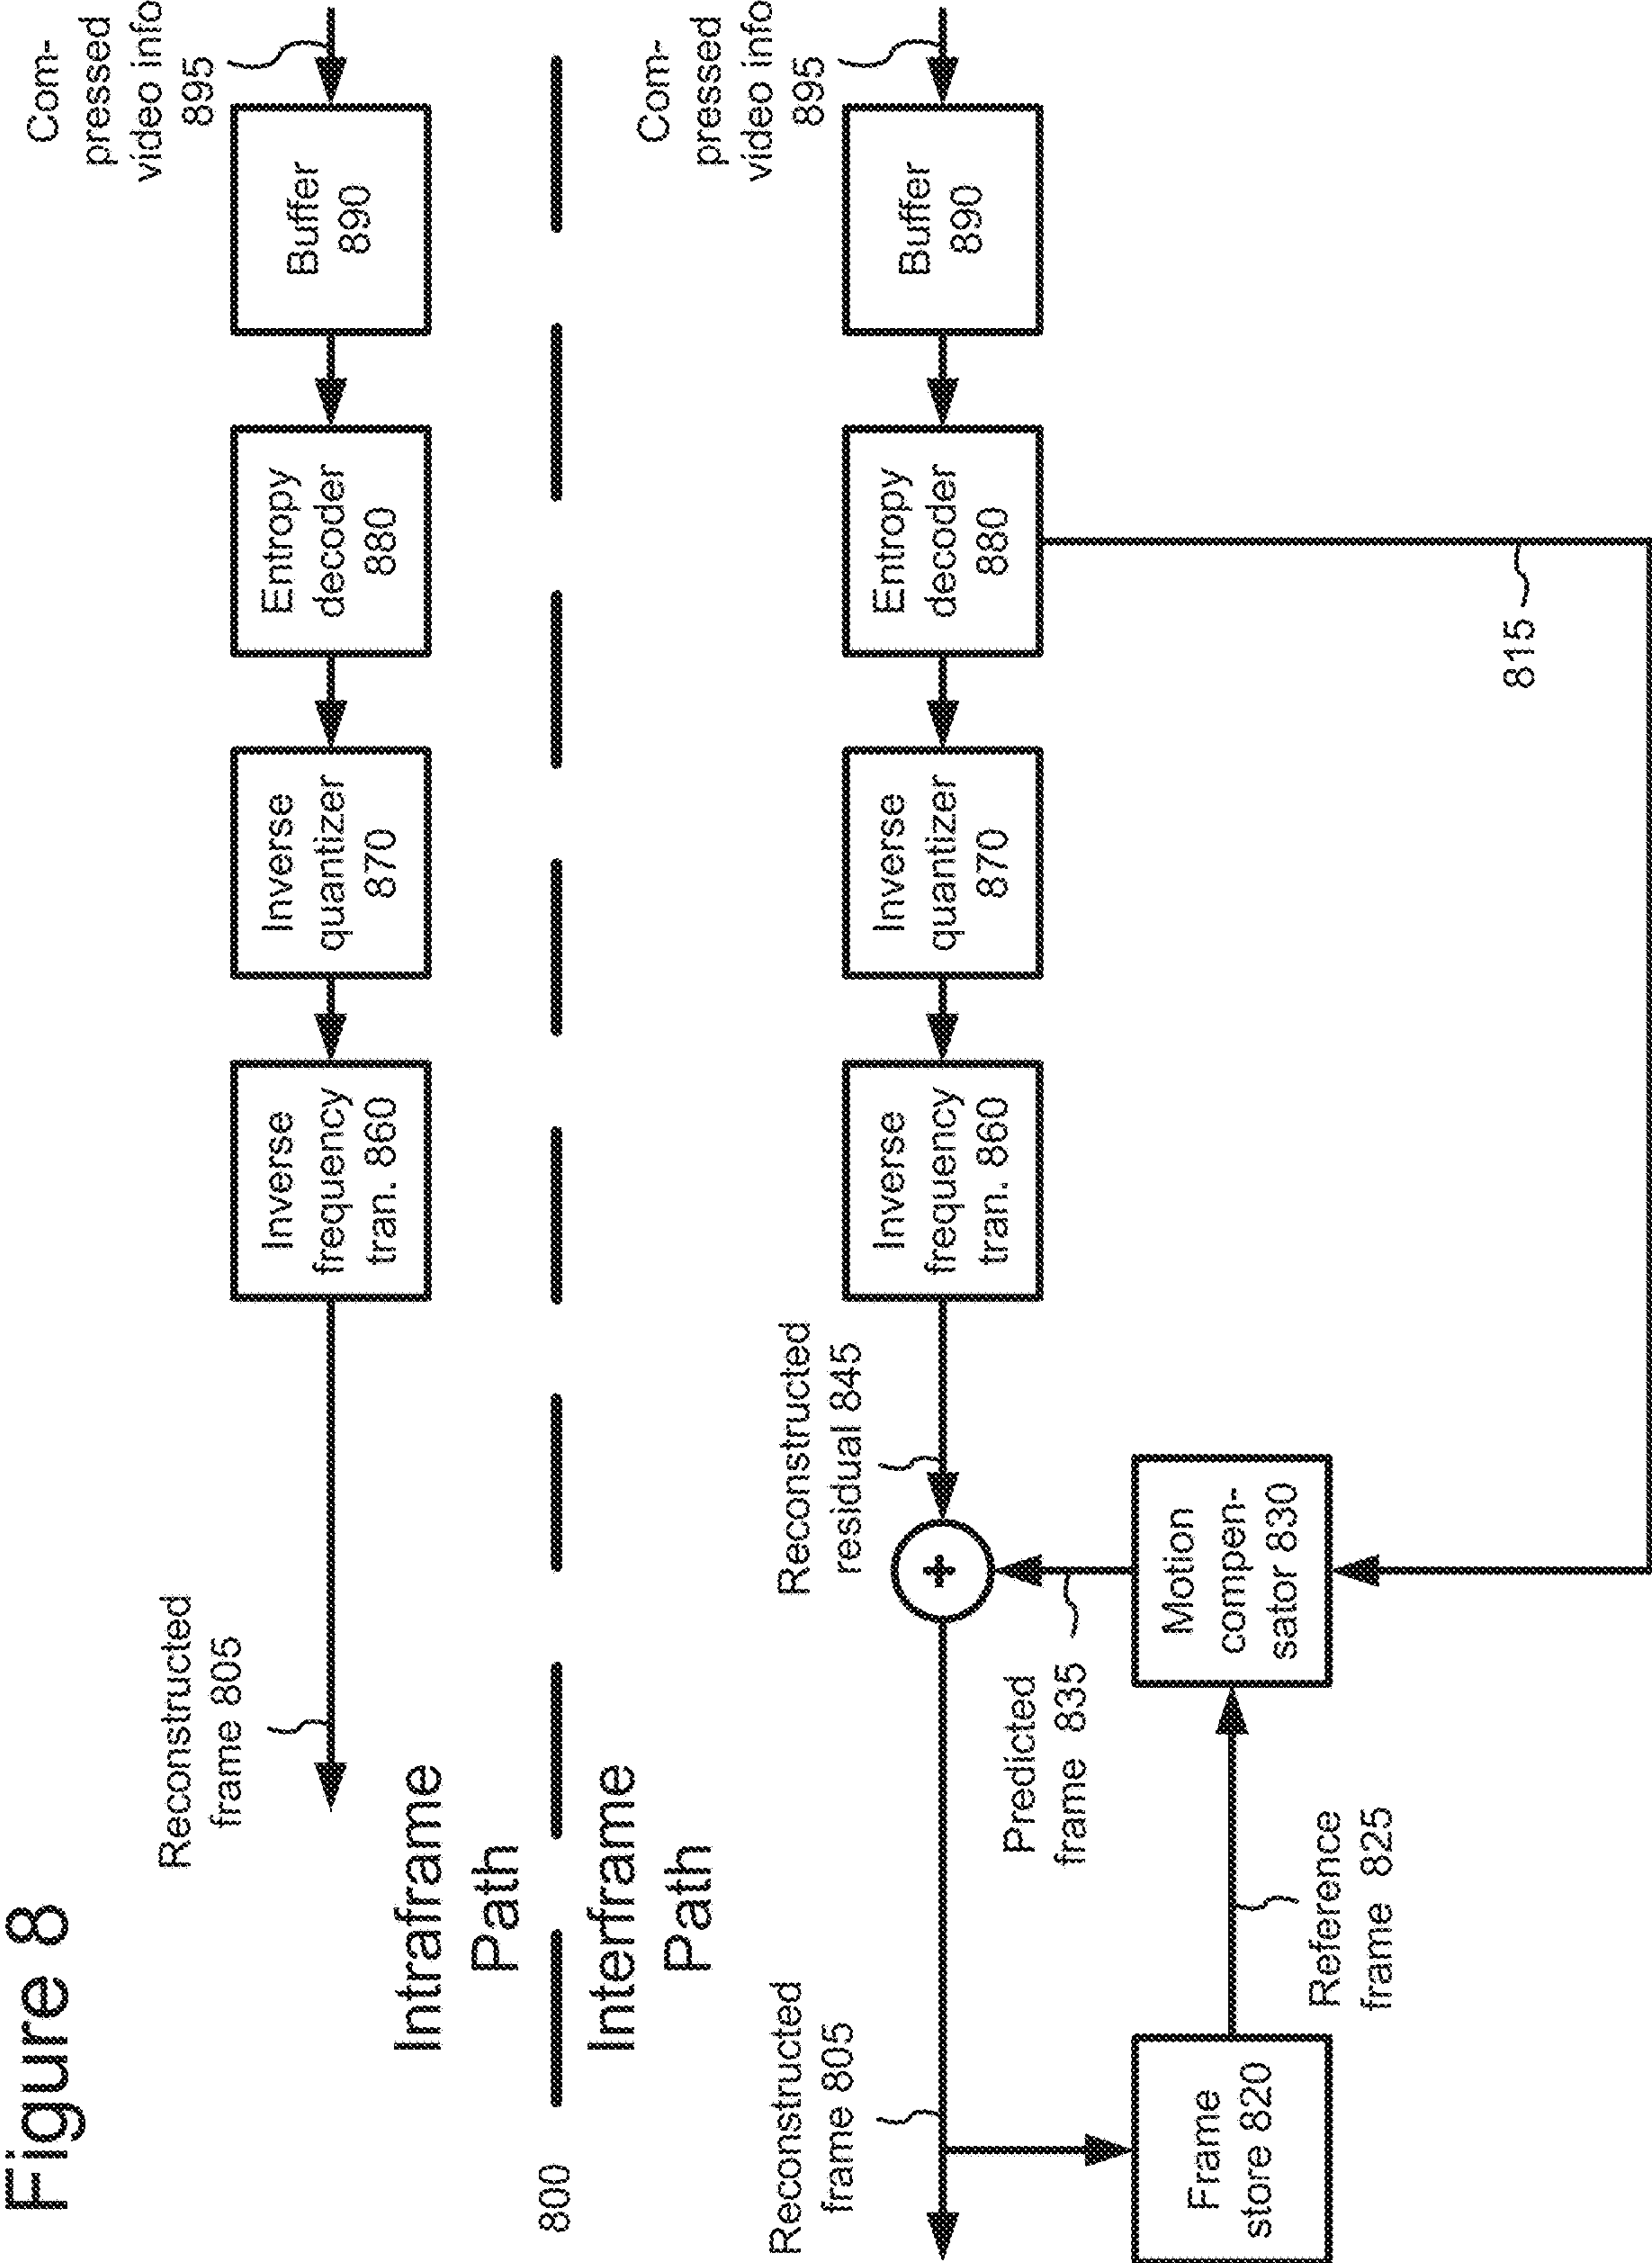 Figure 8
Reconstructed
frame 805
Inverse
frequency
tran. 860
Inverse
quantizer
870
Entropy
decoder
880
Buffer
890
Com-
pressed
video info
895
Intraframe
Path
800
Interframe
Path
Reconstructed
frame 805
Reconstructed
residual 845
+
Inverse
frequency
tran. 860
Inverse
quantizer
870
Entropy
decoder
880
Buffer
890
Com-
pressed
video info
895
Predicted
frame 835
Frame
store 820
Reference
frame 825
Motion
compen-
sator 830
815